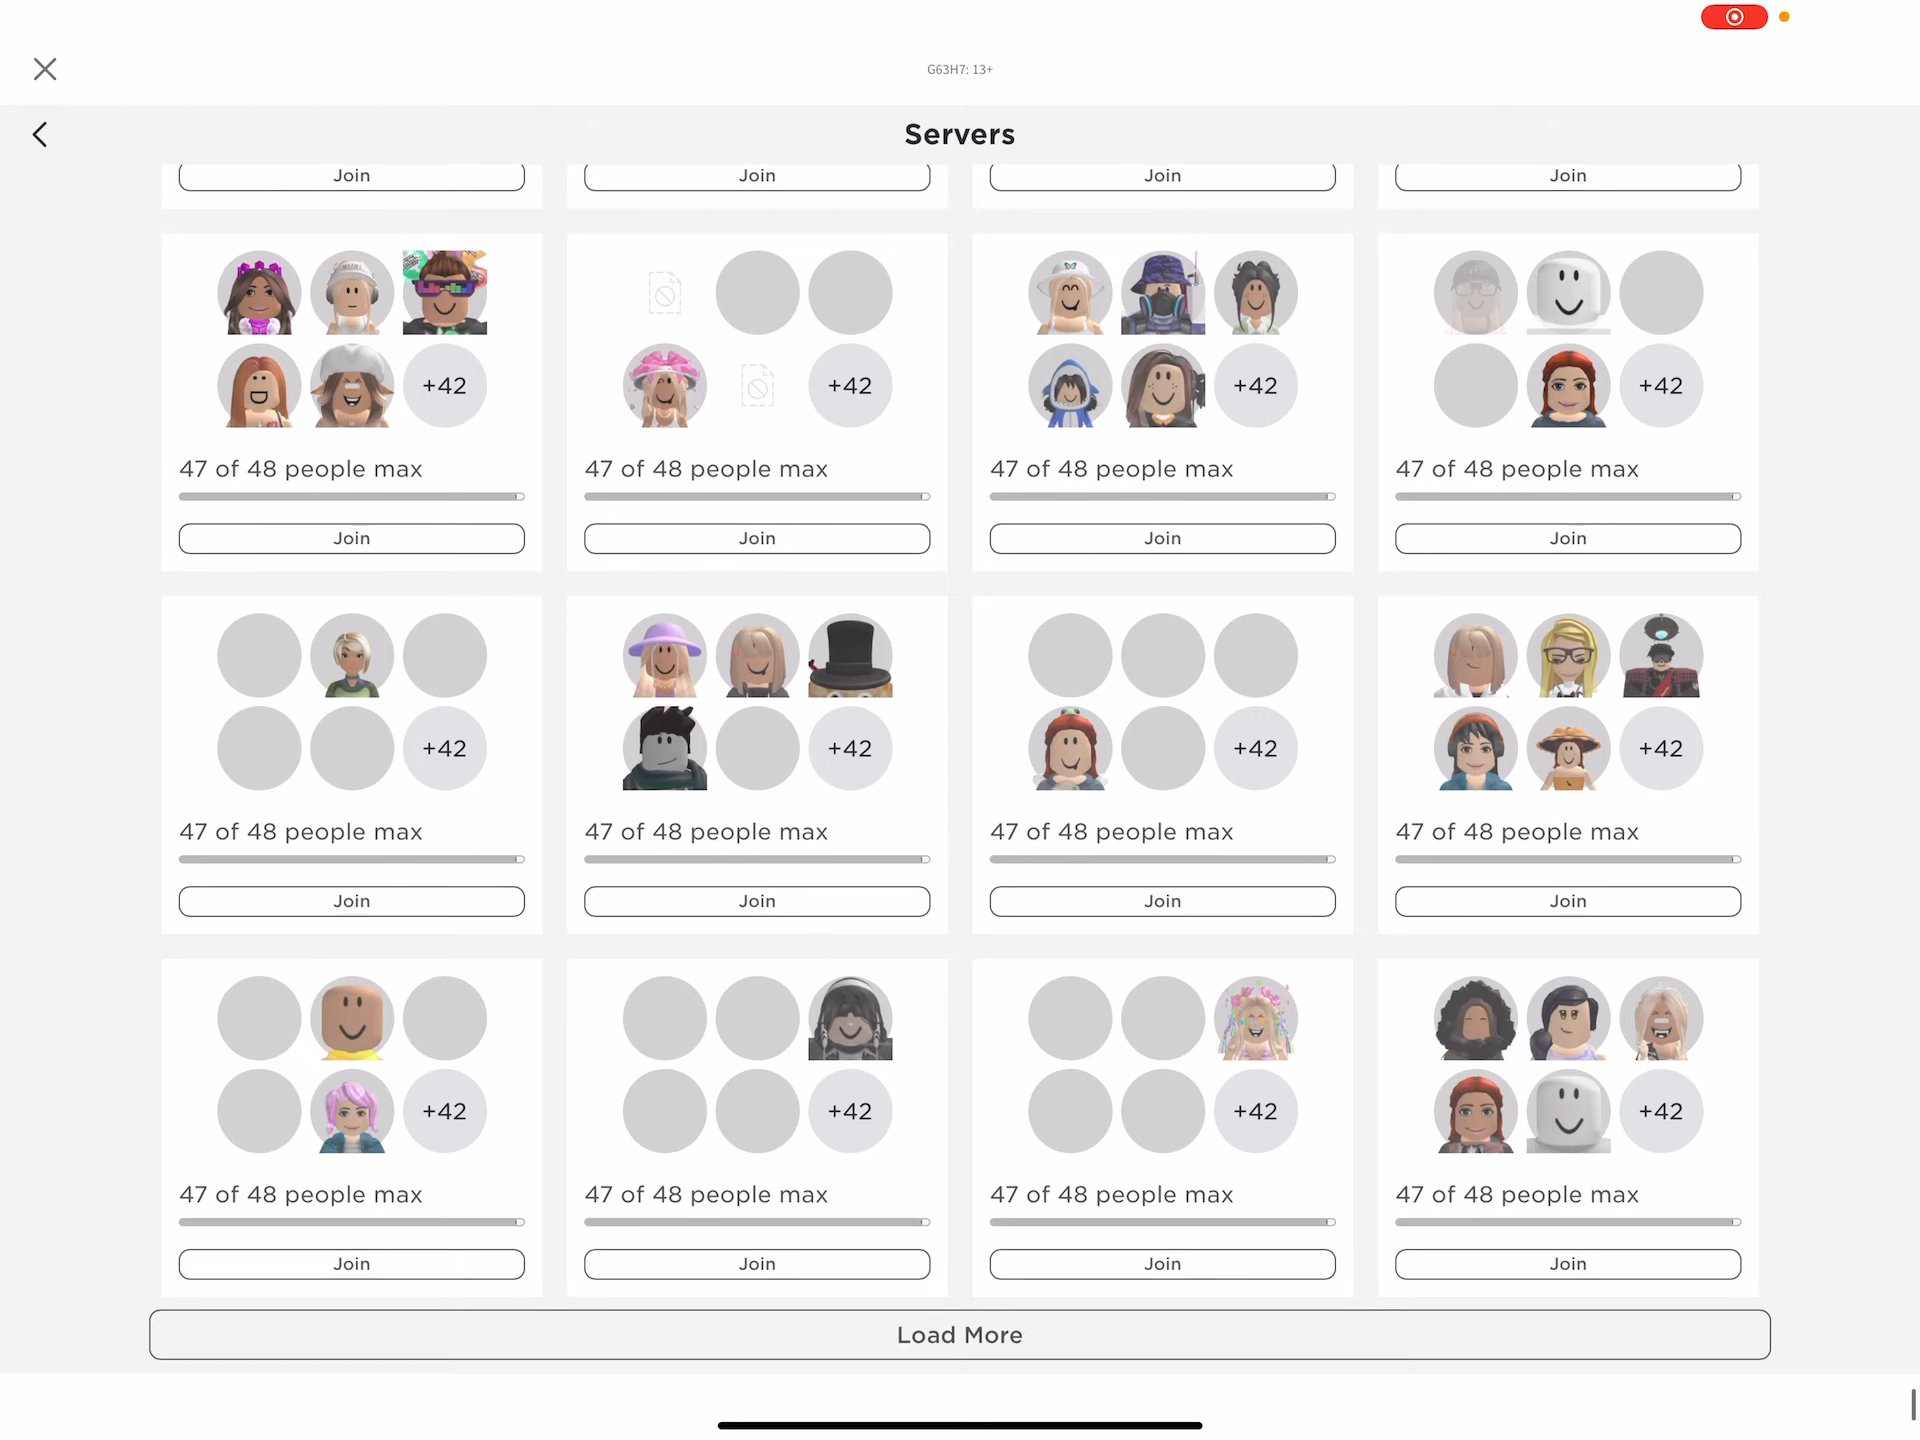 G63H7: 13+
Servers
Join Join Join Join
+42 +42 +42 +42
47 of 48 people max 47 of 48 people max 47 of 48 people max 47 of 48 people max
Join Join Join Join
+42 +42 +42 +42
47 of 48 people max 47 of 48 people max 47 of 48 people max 47 of 48 people max
Join Join Join Join
+42 +42 +42 +42
47 of 48 people max 47 of 48 people max 47 of 48 people max 47 of 48 people max
Join Join Join Join
Load More